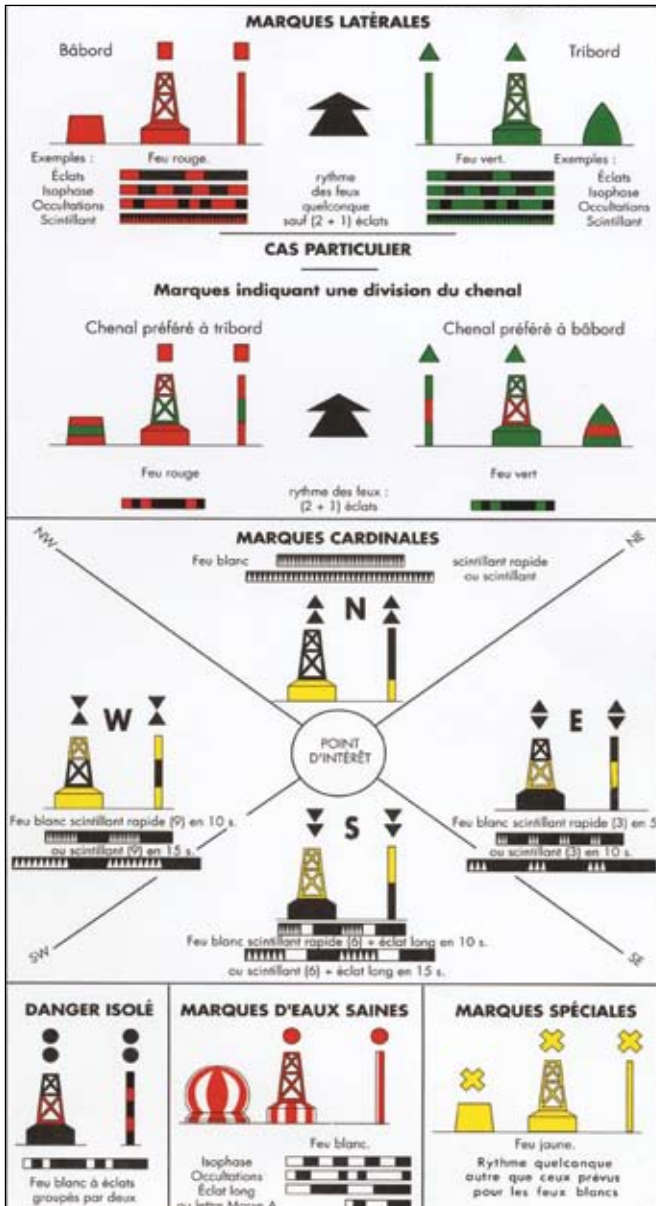 MARQUES LATÉRALES
Bâbord
Tribord
Exemples :
Feu rouge.
Éclats
Isophase
Occultations
Scintillant
rythme
des feux
quelconque
sauf (2 + 1) éclats
Feu vert.
Exemples :
Éclats
Isophase
Occultations
Scintillant
CAS PARTICULIER
Marques indiquant une division du chenal
Chenal préféré à tribord
Chenal préféré à bâbord
Feu rouge
rythme des feux :
(2 + 1) éclats
Feu vert
MARQUES CARDINALES
NW
NE
Feu blanc
scintillant rapide
ou scintillant
N
W
E
POINT
D'INTÉRÊT
Feu blanc scintillant rapide (9) en 10 s.
ou scintillant (9) en 15 s.
Feu blanc scintillant rapide (3) en 5
ou scintillant (3) en 10 s.
S
Feu blanc scintillant rapide (6) + éclat long en 10 s.
ou scintillant (6) + éclat long en 15 s.
SW
SE
DANGER ISOLÉ
Feu blanc à éclats
groupés par deux
MARQUES D'EAUX SAINES
Feu blanc.
Isophase
Occultations
Éclat long
ou lettre Morse A
MARQUES SPÉCIALES
Feu jaune.
Rythme quelconque
autre que ceux prévus
pour les feux blancs